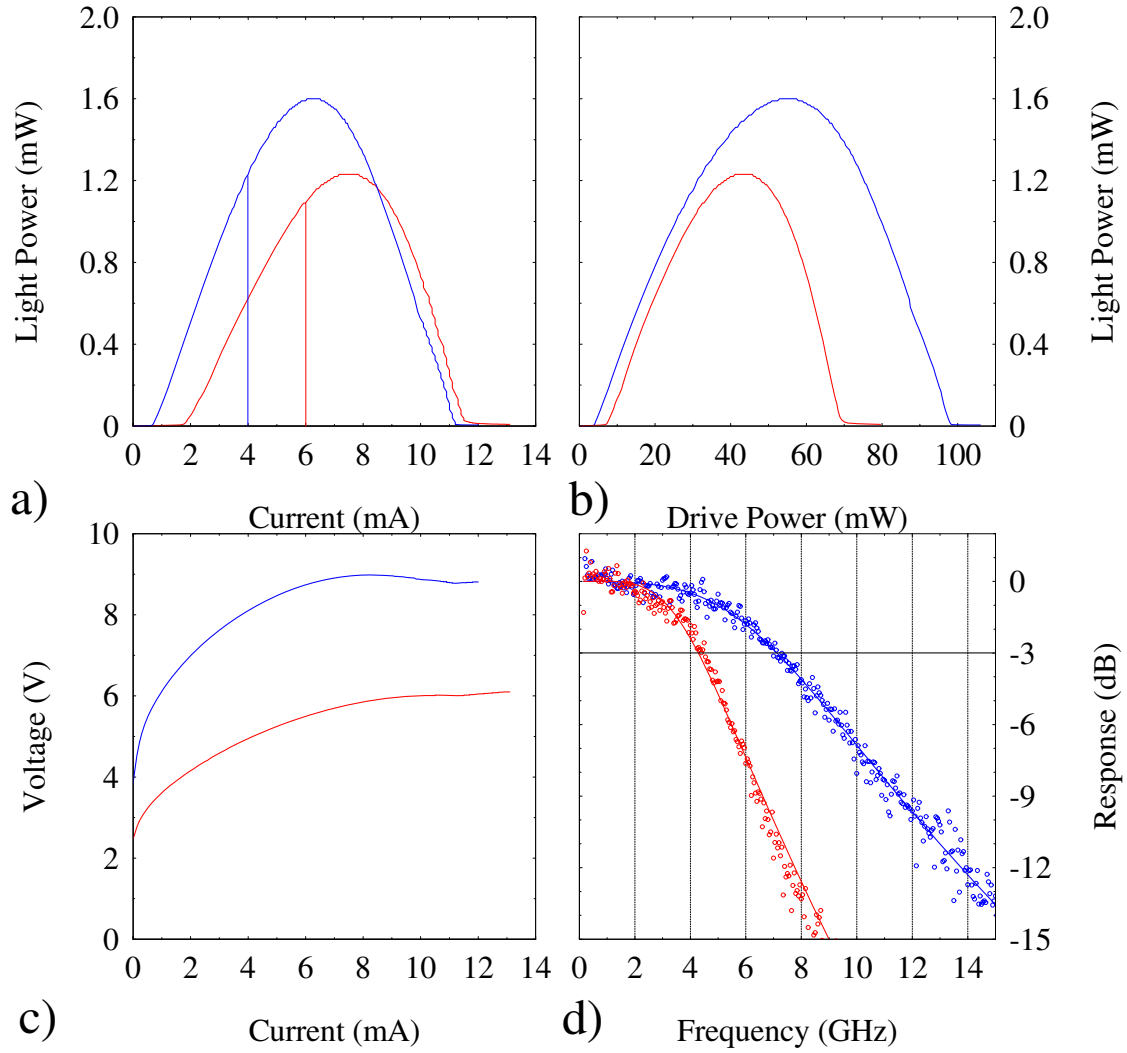 2.0
1.6
1.2
0.8
0.4
0
Light Power (mW)
0 2 4 6 8 10 12 14
a)
Current (mA)
2.0
1.6
1.2
0.8
0.4
0
Light Power (mW)
0 20 40 60 80 100
b)
Drive Power (mW)
10
8
6
4
2
0
Voltage (V)
0 2 4 6 8 10 12 14
c)
Current (mA)
0
-3
-6
-9
-12
-15
Response (dB)
0 2 4 6 8 10 12 14
d)
Frequency (GHz)